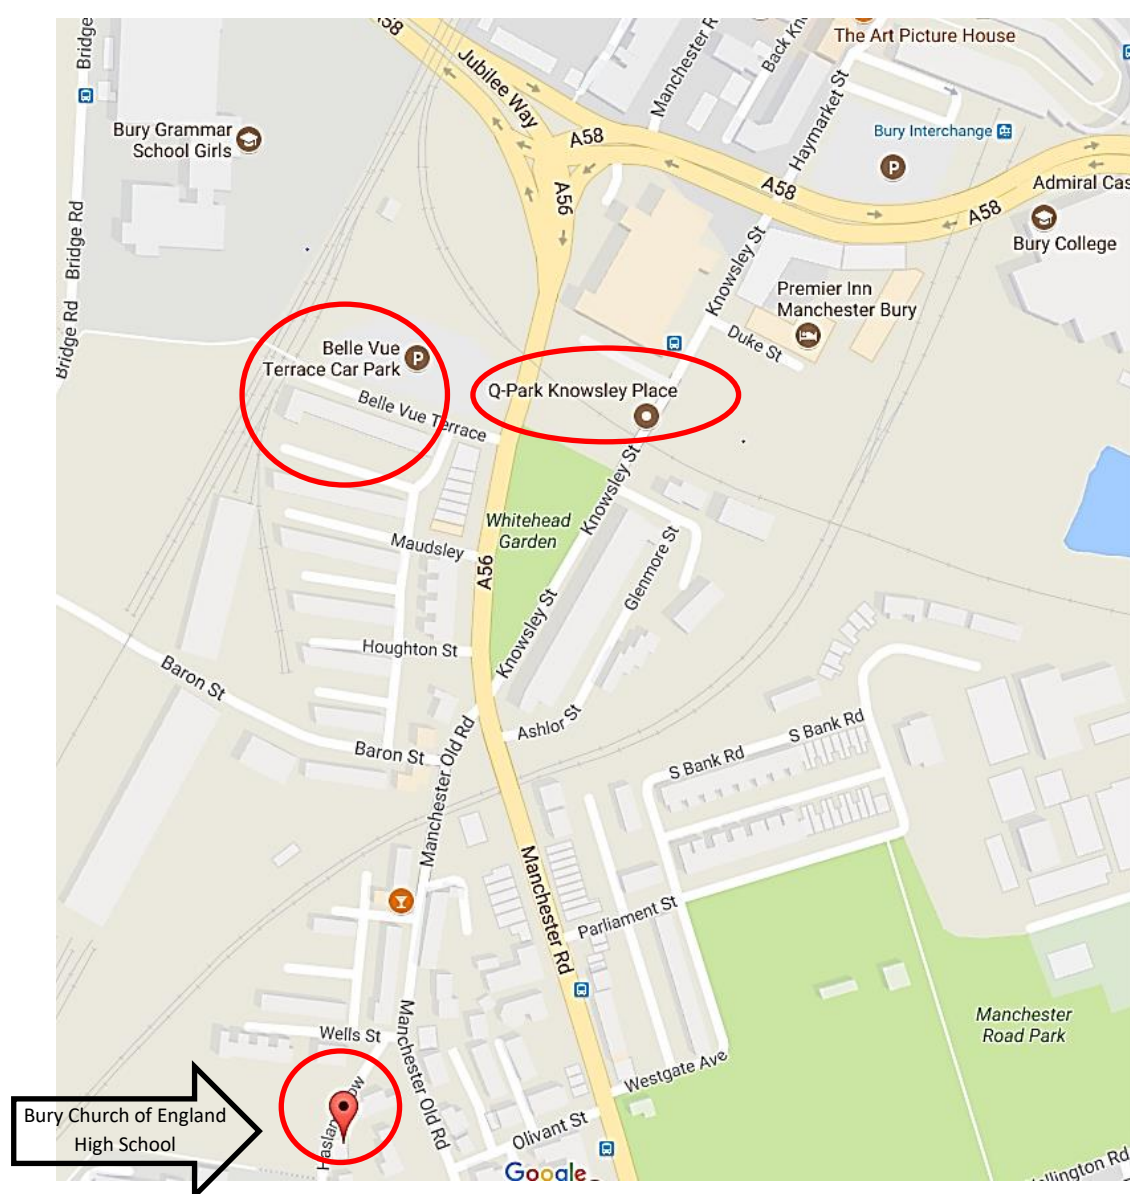 A58
Bridge
Manchester R
Back Kn
The Art Picture House
Jubilee Way
Haymarket St
Bury Grammar
School Girls
A58
Bury Interchange
P
A58
A56
Admiral Cas
A58
Bury College
Bridge Rd
Bridge Rd
Knowsley St
Premier Inn
Manchester Bury
Bridge Rd
Duke St
Belle Vue
Terrace Car Park
P
Q-Park Knowsley Place
Belle Vue Terrace
Knowsley St
Whitehead
Garden
Maudsley
A56
Glenmore St
Knowsley St
Houghton St
Baron St
Ashlor St
Baron St
Manchester Old Rd
S Bank Rd
S Bank Rd
Manchester Rd
Parliament St
Manchester
Road Park
Wells St
Manchester Old Rd
Westgate Ave
Bury Church of England
High School
Olivant St
Google